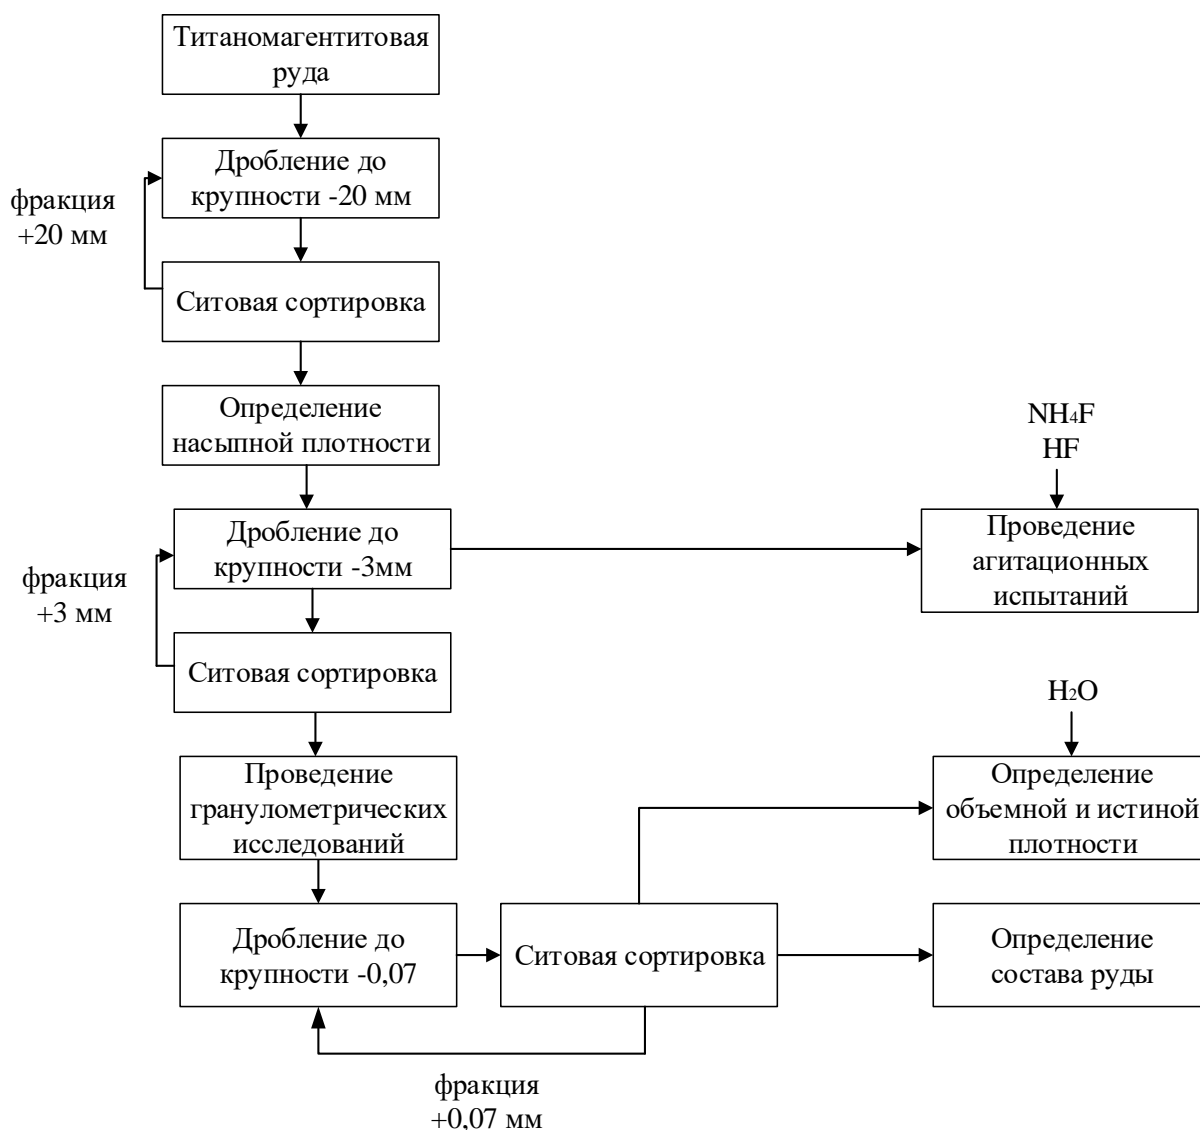 Титаномагентитовая
руда
Дробление до
крупности -20 мм
фракция
+20 мм
Ситовая сортировка
Определение
насыпной плотности
NH₄F
HF
Дробление до
крупности -3мм
Проведение
агитационных
испытаний
фракция
+3 мм
Ситовая сортировка
H₂O
Проведение
гранулометрических
исследований
Определение
объемной и истиной
плотности
Дробление до
крупности -0,07
Ситовая сортировка
Определение
состава руды
фракция
+0,07 мм